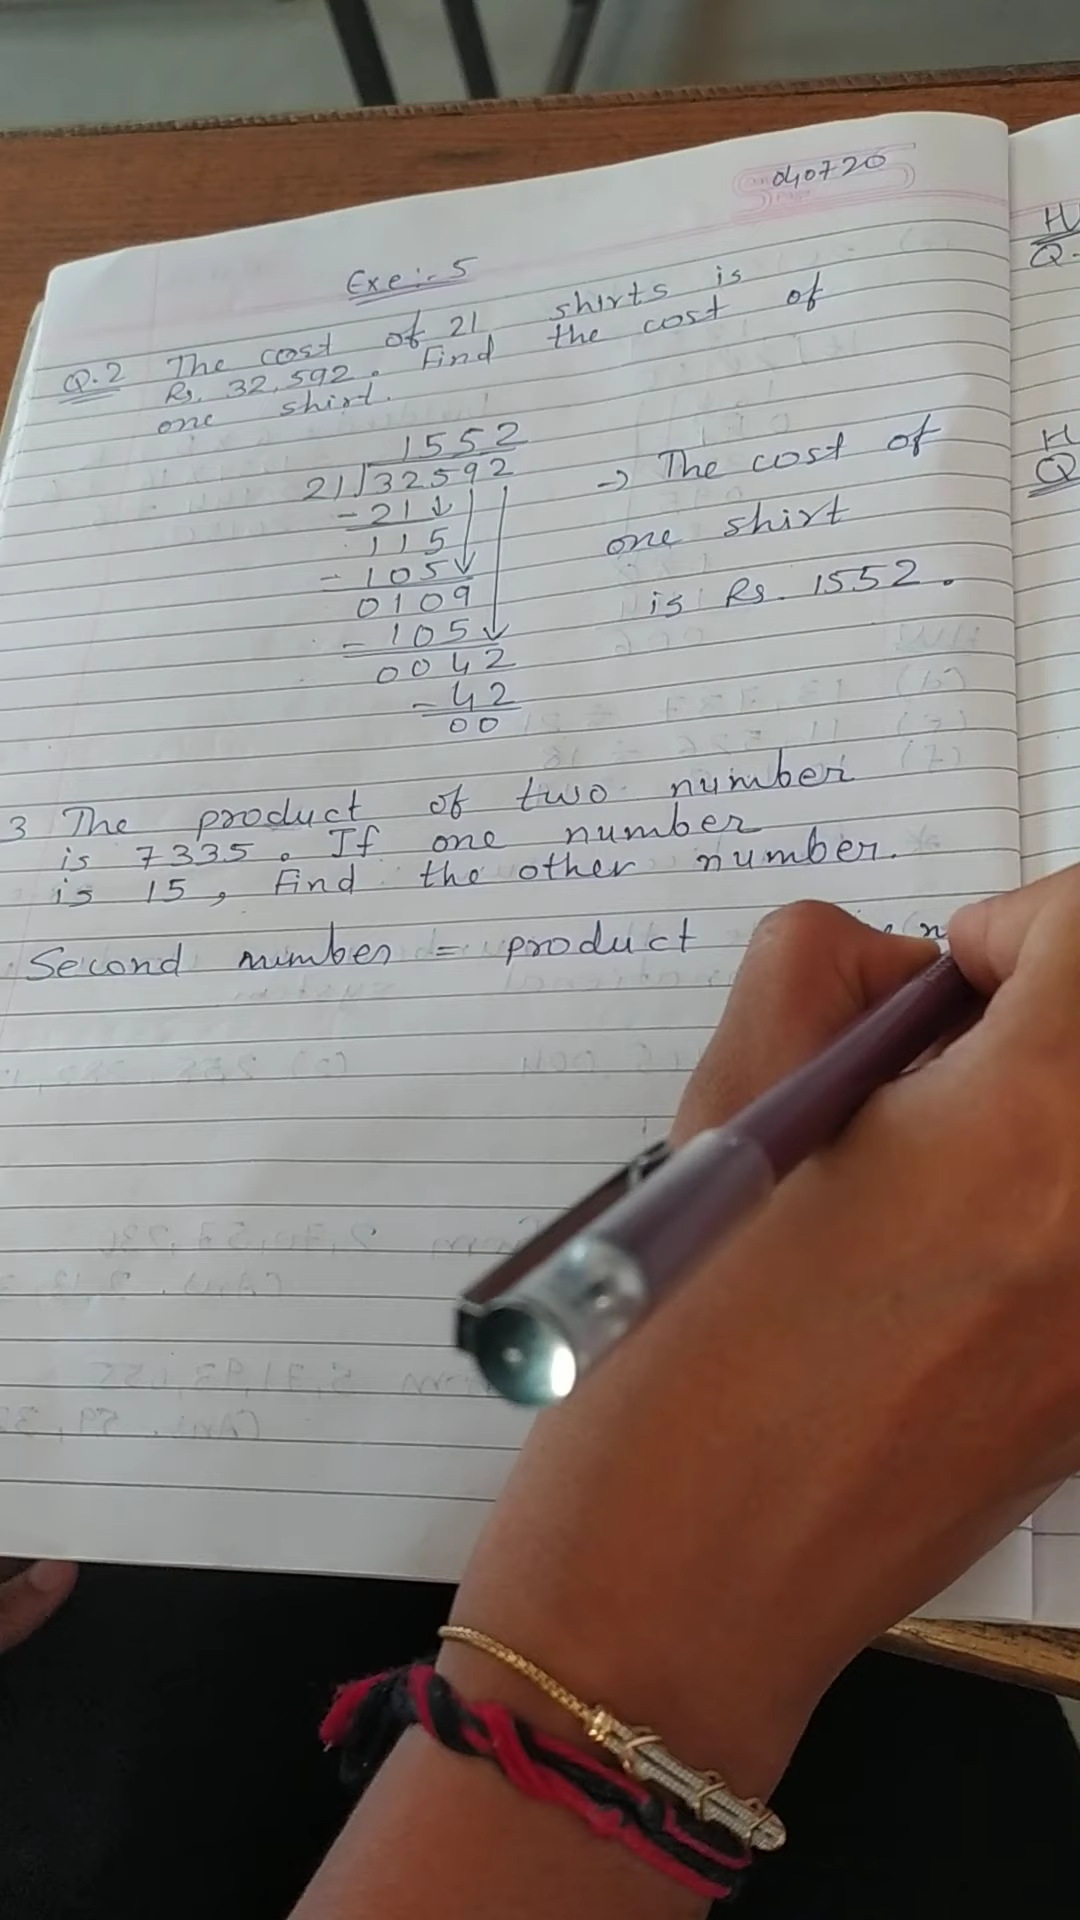 040720
Exe:- 5
Q.2 The cost of 21 shirts is
Rs. 32,592. Find the cost of
one shirt.
1552
21)32592
-21
115
-105
0109
-105
0042
-42
00
→ The cost of
one shirt
is Rs. 1552.
3 The product of two number
is 7335. If one number
is 15, Find the other number.
Second number = product
H
Q.
H
Q